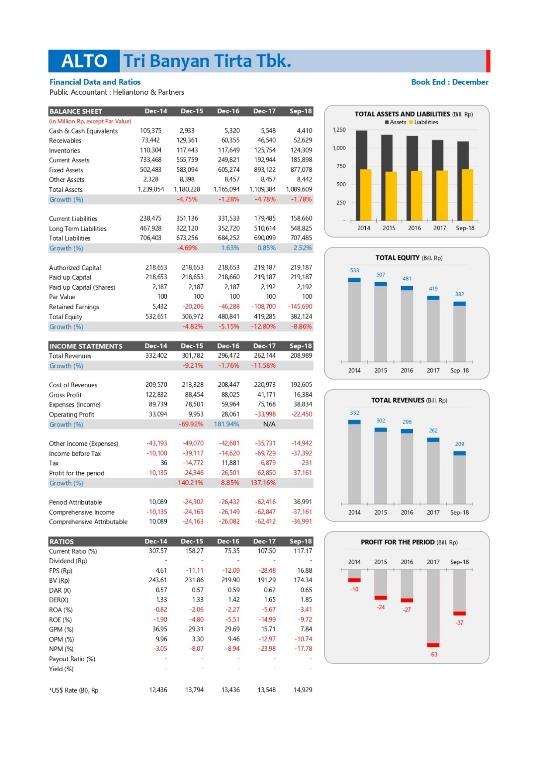 ALTO Tri Banyan Tirta Tbk.
Financial Data and Ratios Book End : December
Public Accountant : Heliantono & Partners
BALANCE SHEET Dec-14 Dec-15 Dec-16 Dec-17 Sep-18
(in Million Rp, except Par Value)
Cash & Cash Equivalents 105,375 2,933 5,320 5,548 4,410
Receivables 73,442 129,361 60,355 46,540 52,629
Inventories 110,304 117,443 117,649 125,754 124,309
Current Assets 733,468 555,759 249,821 192,944 185,898
Fixed Assets 502,483 583,094 605,274 893,122 877,078
Other Assets 2,328 8,398 8,457 8,457 8,442
Total Assets 1,239,054 1,180,228 1,165,094 1,109,384 1,089,609
Growth (%) -4.75% -1.28% -4.78% -1.78%
Current Liabilities 238,475 351,136 331,533 179,485 158,660
Long Term Liabilities 467,928 322,120 352,720 510,614 548,825
Total Liabilities 706,403 673,256 684,252 690,099 707,485
Growth (%) -4.69% 1.63% 0.85% 2.52%
Authorized Capital 218,653 218,653 218,653 219,187 219,187
Paid up Capital 218,653 218,653 218,660 219,187 219,187
Paid up Capital (Shares) 2,187 2,187 2,187 2,192 2,192
Par Value 100 100 100 100 100
Retained Earnings 5,432 -20,206 -46,288 -108,700 -145,690
Total Equity 532,651 506,972 480,841 419,285 382,124
Growth (%) -4.82% -5.15% -12.80% -8.86%
INCOME STATEMENTS Dec-14 Dec-15 Dec-16 Dec-17 Sep-18
Total Revenues 332,402 301,782 296,472 262,144 208,989
Growth (%) -9.21% -1.76% -11.58%
Cost of Revenues 209,570 213,328 208,447 220,973 192,605
Gross Profit 122,832 88,454 88,025 41,171 16,384
Expenses (Income) 89,739 78,501 59,964 75,168 38,834
Operating Profit 33,094 9,953 28,061 -33,998 -22,450
Growth (%) -69.92% 181.94% N/A
Other Income (Expenses) -43,193 -49,070 -42,681 -35,731 -14,942
Income before Tax -10,100 -39,117 -14,620 -69,729 -37,392
Tax 36 -14,772 11,881 -6,879 -231
Profit for the period -10,135 -24,346 -26,501 -62,850 -37,161
Growth (%) -140.21% -8.85% -137.16%
Period Attributable 10,089 -24,302 -26,432 -62,416 36,991
Comprehensive Income -10,135 -24,163 -26,149 -62,847 -37,161
Comprehensive Attributable 10,089 -24,163 -26,082 -62,412 -36,991
RATIOS Dec-14 Dec-15 Dec-16 Dec-17 Sep-18
Current Ratio (%) 307.57 158.27 75.35 107.50 117.17
Dividend (Rp) - - - - -
EPS (Rp) 4.61 -11.11 -12.09 -28.48 16.88
BV (Rp) 243.61 231.86 219.90 191.29 174.34
DAR (X) 0.57 0.57 0.59 0.62 0.65
DER(X) 1.33 1.33 1.42 1.65 1.85
ROA (%) -0.82 -2.06 -2.27 -5.67 -3.41
ROE (%) -1.90 -4.80 -5.51 -14.99 -9.72
GPM (%) 36.95 29.31 29.69 15.71 7.84
OPM (%) 9.96 3.30 9.46 -12.97 -10.74
NPM (%) -3.05 -8.07 -8.94 -23.98 -17.78
Payout Ratio (%) - - - - -
Yield (%) - - - - -
*US$ Rate (BI), Rp 12,436 13,794 13,436 13,548 14,929
TOTAL ASSETS AND LIABILITIES (Bill. Rp)
Assets Liabilities
1,250
1,000
750
500
250
-
2014 2015 2016 2017 Sep-18
TOTAL EQUITY (Bill. Rp)
533 507 481 419 382
2014 2015 2016 2017 Sep-18
TOTAL REVENUES (Bill. Rp)
332 302 296 262 209
2014 2015 2016 2017 Sep-18
PROFIT FOR THE PERIOD (Bill. Rp)
2014 2015 2016 2017 Sep-18
-10 -24 -27 -63 -37